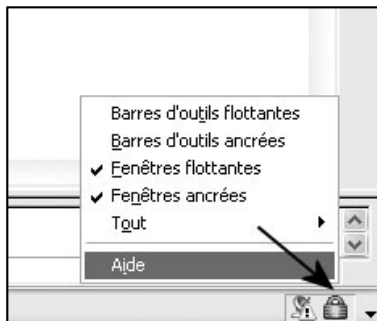 Barres d'outils flottantes
Barres d'outils ancrées
Fenêtres flottantes
Fenêtres ancrées
Tout
Aide